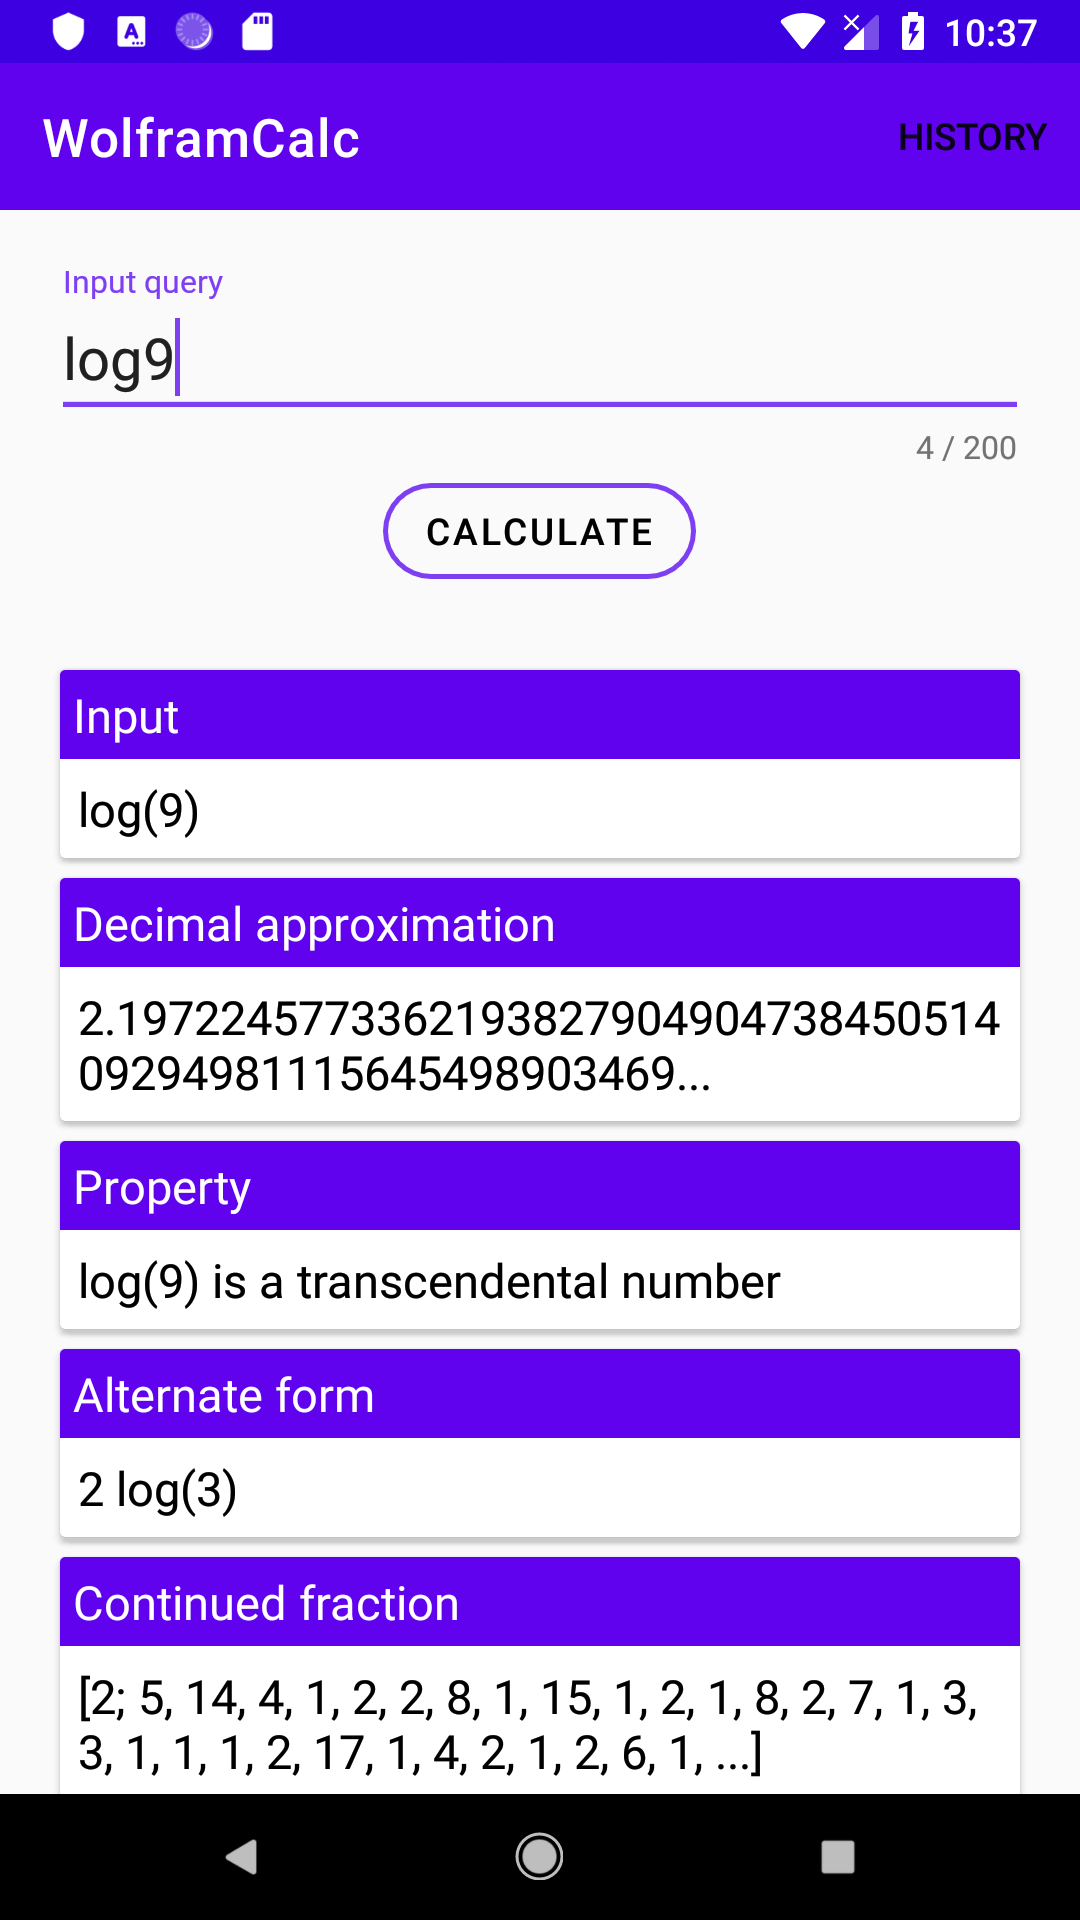 10:37
WolframCalc
HISTORY
Input query
log9
4 / 200
CALCULATE
Input
log(9)
Decimal approximation
2.19722457733621938279049047384505​14
09294981115645498903469...
Property
log(9) is a transcendental number
Alternate form
2 log(3)
Continued fraction
[2; 5, 14, 4, 1, 2, 2, 8, 1, 15, 1, 2, 1, 8, 2, 7, 1, 3,
3, 1, 1, 1, 2, 17, 1, 4, 2, 1, 2, 6, 1, ...]